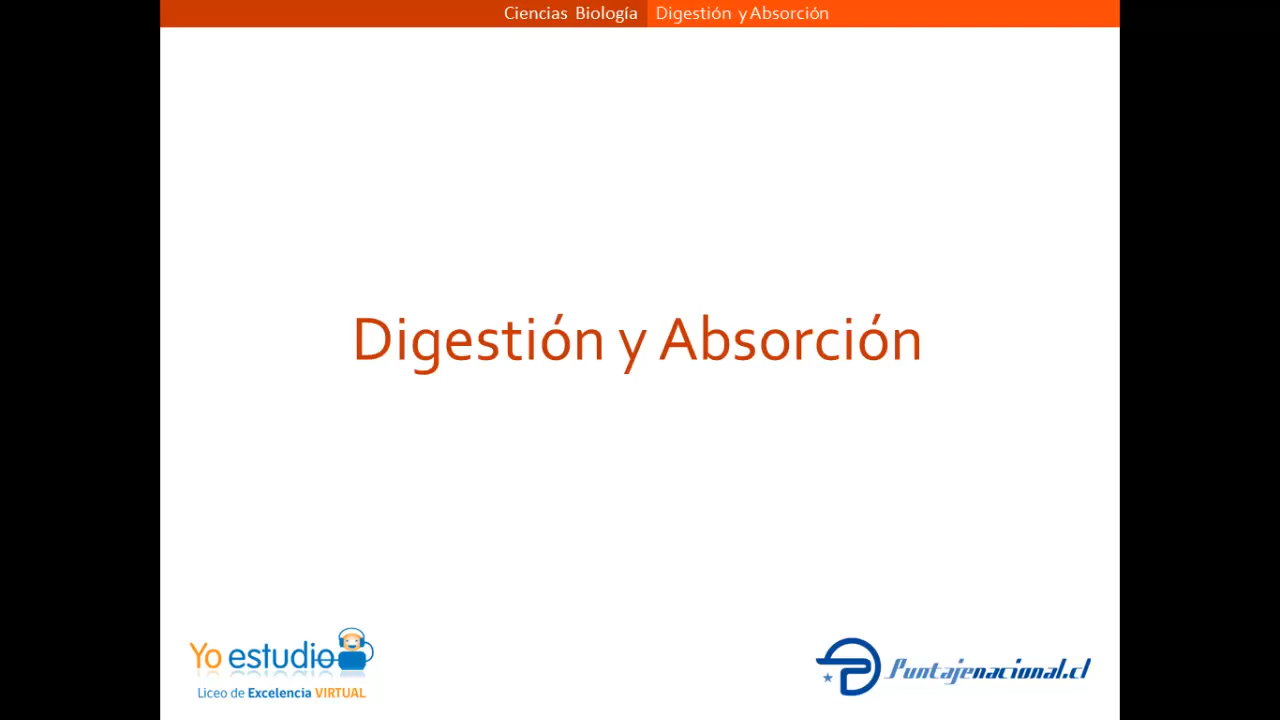 Ciencias Biología Digestión y Absorción
Digestión y Absorción
Yo estudio
Liceo de Excelencia VIRTUAL
Puntajenacional.cl